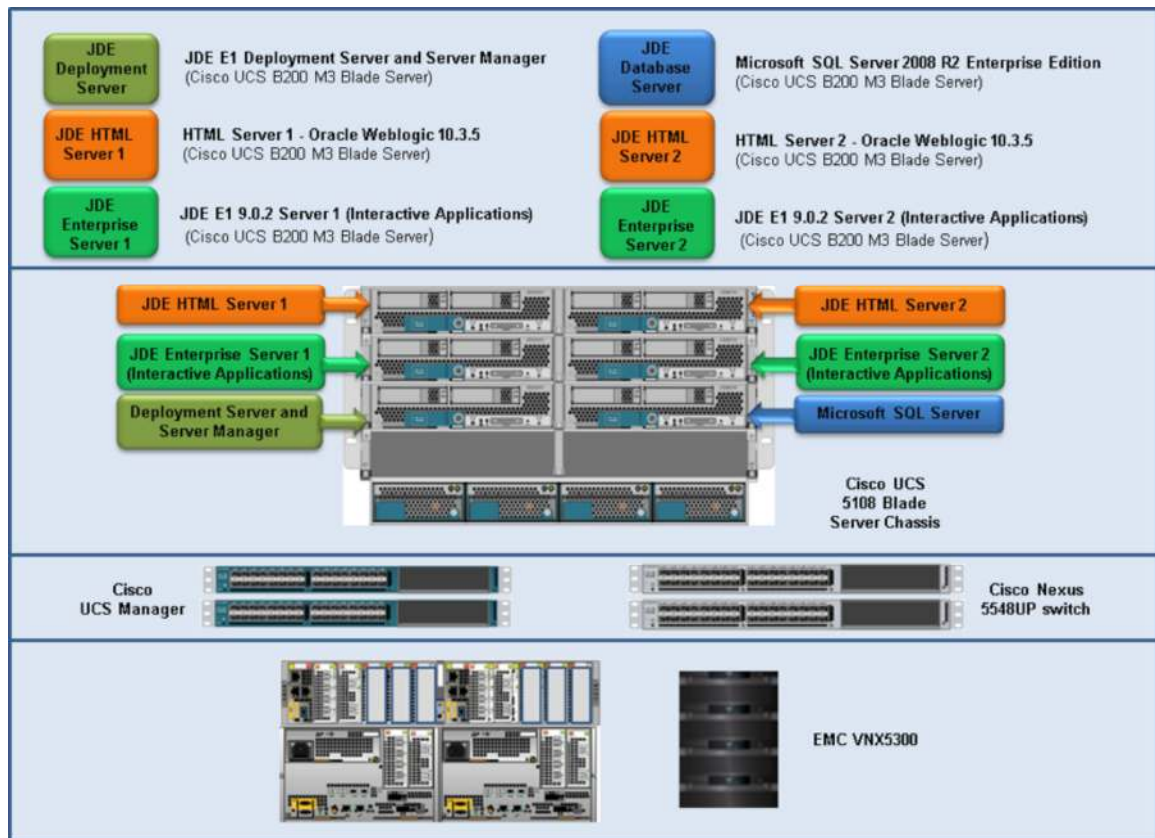 JDE
Deployment
Server
JDE E1 Deployment Server and Server Manager
(Cisco UCS B200 M3 Blade Server)
JDE
Database
Server
Microsoft SQL Server 2008 R2 Enterprise Edition
(Cisco UCS B200 M3 Blade Server)
JDE HTML
Server 1
HTML Server 1 - Oracle Weblogic 10.3.5
(Cisco UCS B200 M3 Blade Server)
JDE HTML
Server 2
HTML Server 2 - Oracle Weblogic 10.3.5
(Cisco UCS B200 M3 Blade Server)
JDE
Enterprise
Server 1
JDE E1 9.0.2 Server 1 (Interactive Applications)
(Cisco UCS B200 M3 Blade Server)
JDE
Enterprise
Server 2
JDE E1 9.0.2 Server 2 (Interactive Applications)
(Cisco UCS B200 M3 Blade Server)
JDE HTML Server 1
JDE HTML Server 2
JDE Enterprise Server 1
(Interactive Applications)
JDE Enterprise Server 2
(Interactive Applications)
Deployment Server and
Server Manager
Microsoft SQL Server
Cisco UCS
5108 Blade
Server Chassis
Cisco
UCS Manager
Cisco Nexus
5548UP switch
EMC VNX5300